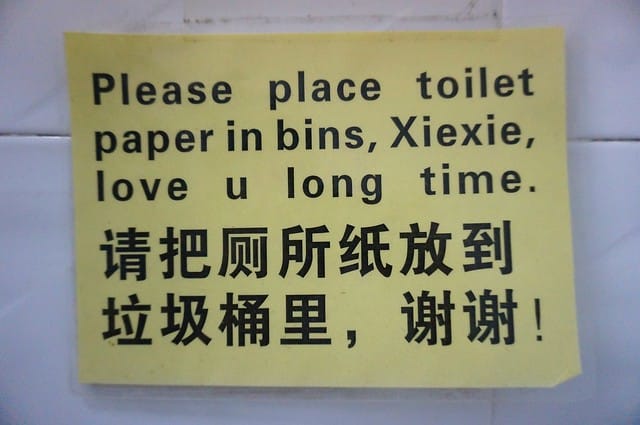 Please place toilet
paper in bins, Xiexie,
love u long time.
请把厕所纸放到
垃圾桶里，谢谢！